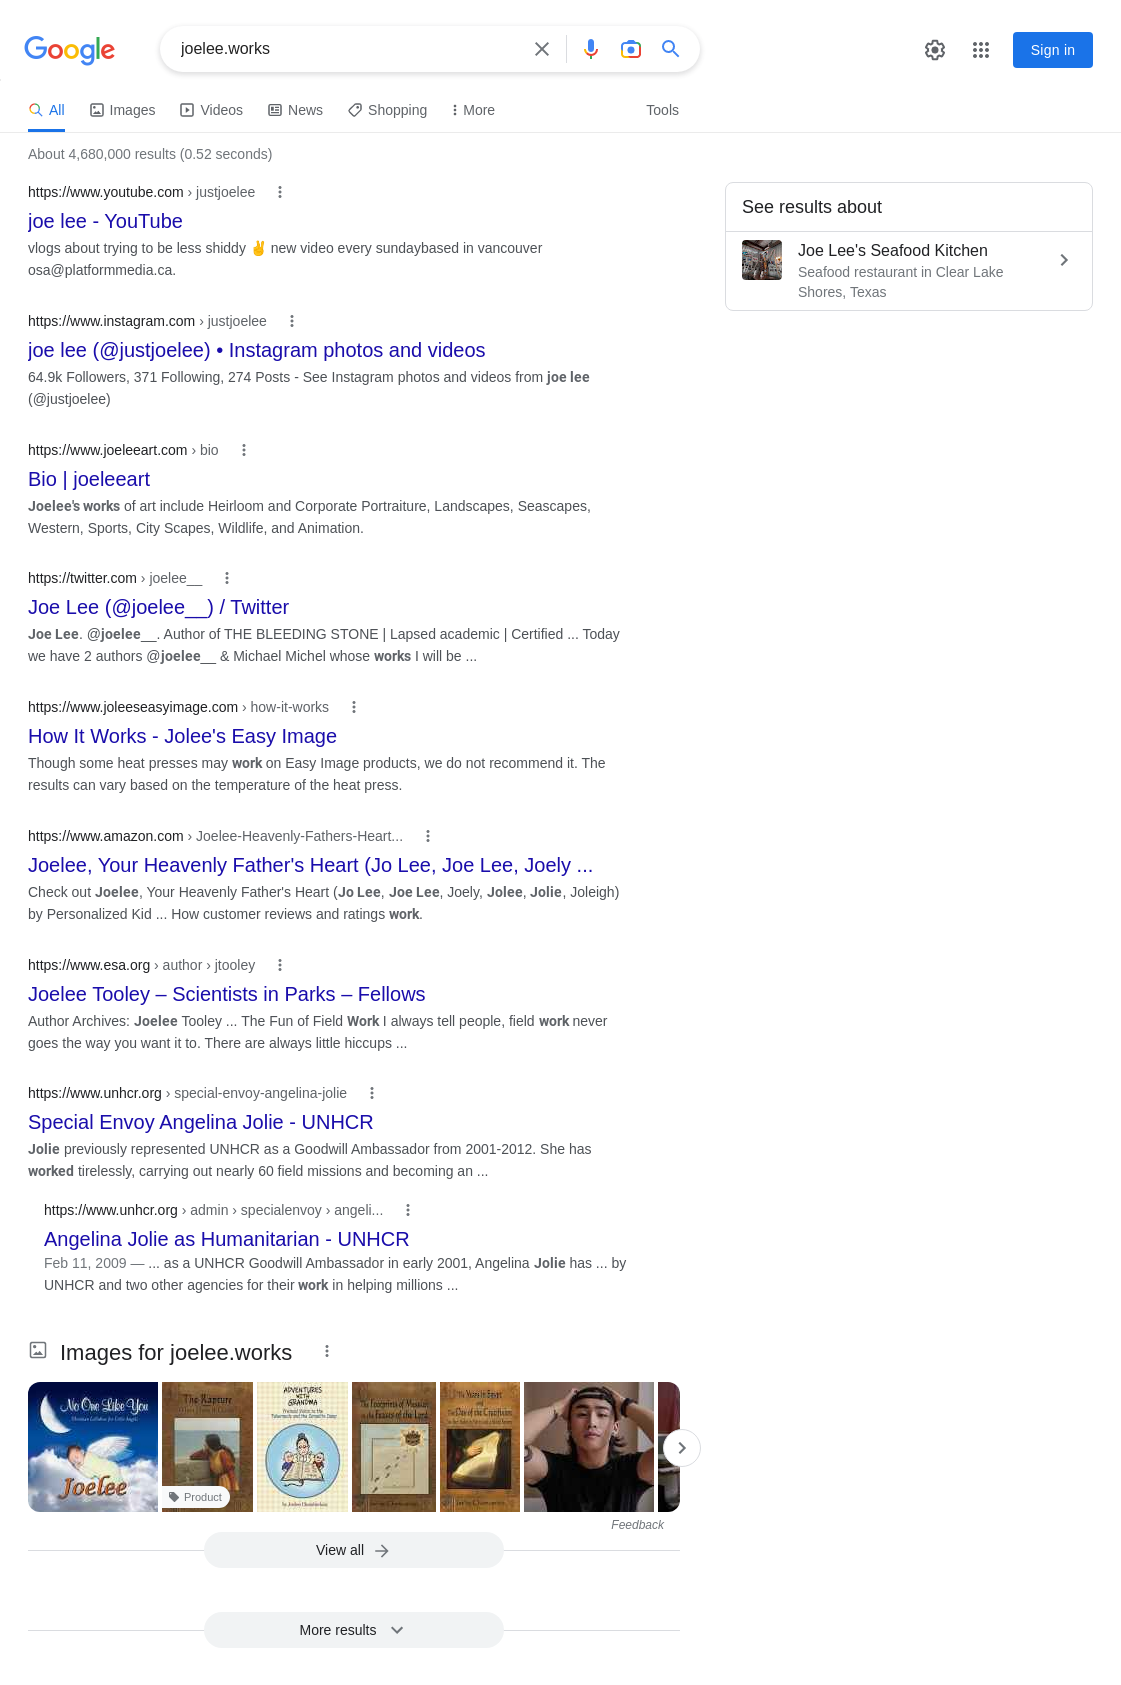 Google
joelee.works
Sign in
All
Images
Videos
News
Shopping
More
Tools
About 4,680,000 results (0.52 seconds)
https://www.youtube.com › justjoelee
joe lee - YouTube
vlogs about trying to be less shiddy ✌ new video every sundaybased in vancouver
osa@platformmedia.ca.
https://www.instagram.com › justjoelee
joe lee (@justjoelee) • Instagram photos and videos
64.9k Followers, 371 Following, 274 Posts - See Instagram photos and videos from joe lee
(@justjoelee)
https://www.joeleeart.com › bio
Bio | joeleeart
Joelee's works of art include Heirloom and Corporate Portraiture, Landscapes, Seascapes,
Western, Sports, City Scapes, Wildlife, and Animation.
https://twitter.com › joelee__
Joe Lee (@joelee__) / Twitter
Joe Lee. @joelee__. Author of THE BLEEDING STONE | Lapsed academic | Certified ... Today
we have 2 authors @joelee__ & Michael Michel whose works I will be ...
https://www.joleeseasyimage.com › how-it-works
How It Works - Jolee's Easy Image
Though some heat presses may work on Easy Image products, we do not recommend it. The
results can vary based on the temperature of the heat press.
https://www.amazon.com › Joelee-Heavenly-Fathers-Heart...
Joelee, Your Heavenly Father's Heart (Jo Lee, Joe Lee, Joely ...
Check out Joelee, Your Heavenly Father's Heart (Jo Lee, Joe Lee, Joely, Jolee, Jolie, Joleigh)
by Personalized Kid ... How customer reviews and ratings work.
https://www.esa.org › author › jtooley
Joelee Tooley – Scientists in Parks – Fellows
Author Archives: Joelee Tooley ... The Fun of Field Work I always tell people, field work never
goes the way you want it to. There are always little hiccups ...
https://www.unhcr.org › special-envoy-angelina-jolie
Special Envoy Angelina Jolie - UNHCR
Jolie previously represented UNHCR as a Goodwill Ambassador from 2001-2012. She has
worked tirelessly, carrying out nearly 60 field missions and becoming an ...
https://www.unhcr.org › admin › specialenvoy › angeli...
Angelina Jolie as Humanitarian - UNHCR
Feb 11, 2009 — ... as a UNHCR Goodwill Ambassador in early 2001, Angelina Jolie has ... by
UNHCR and two other agencies for their work in helping millions ...
Images for joelee.works
No One Like You
Joelee
The Rapture
Product
ADVENTURES
WITH
GRANDMA
The Footprints of Messiah
in the Feasts of the Lord
The Day of the Crucifixion
Feedback
View all
More results
See results about
Joe Lee's Seafood Kitchen
Seafood restaurant in Clear Lake
Shores, Texas